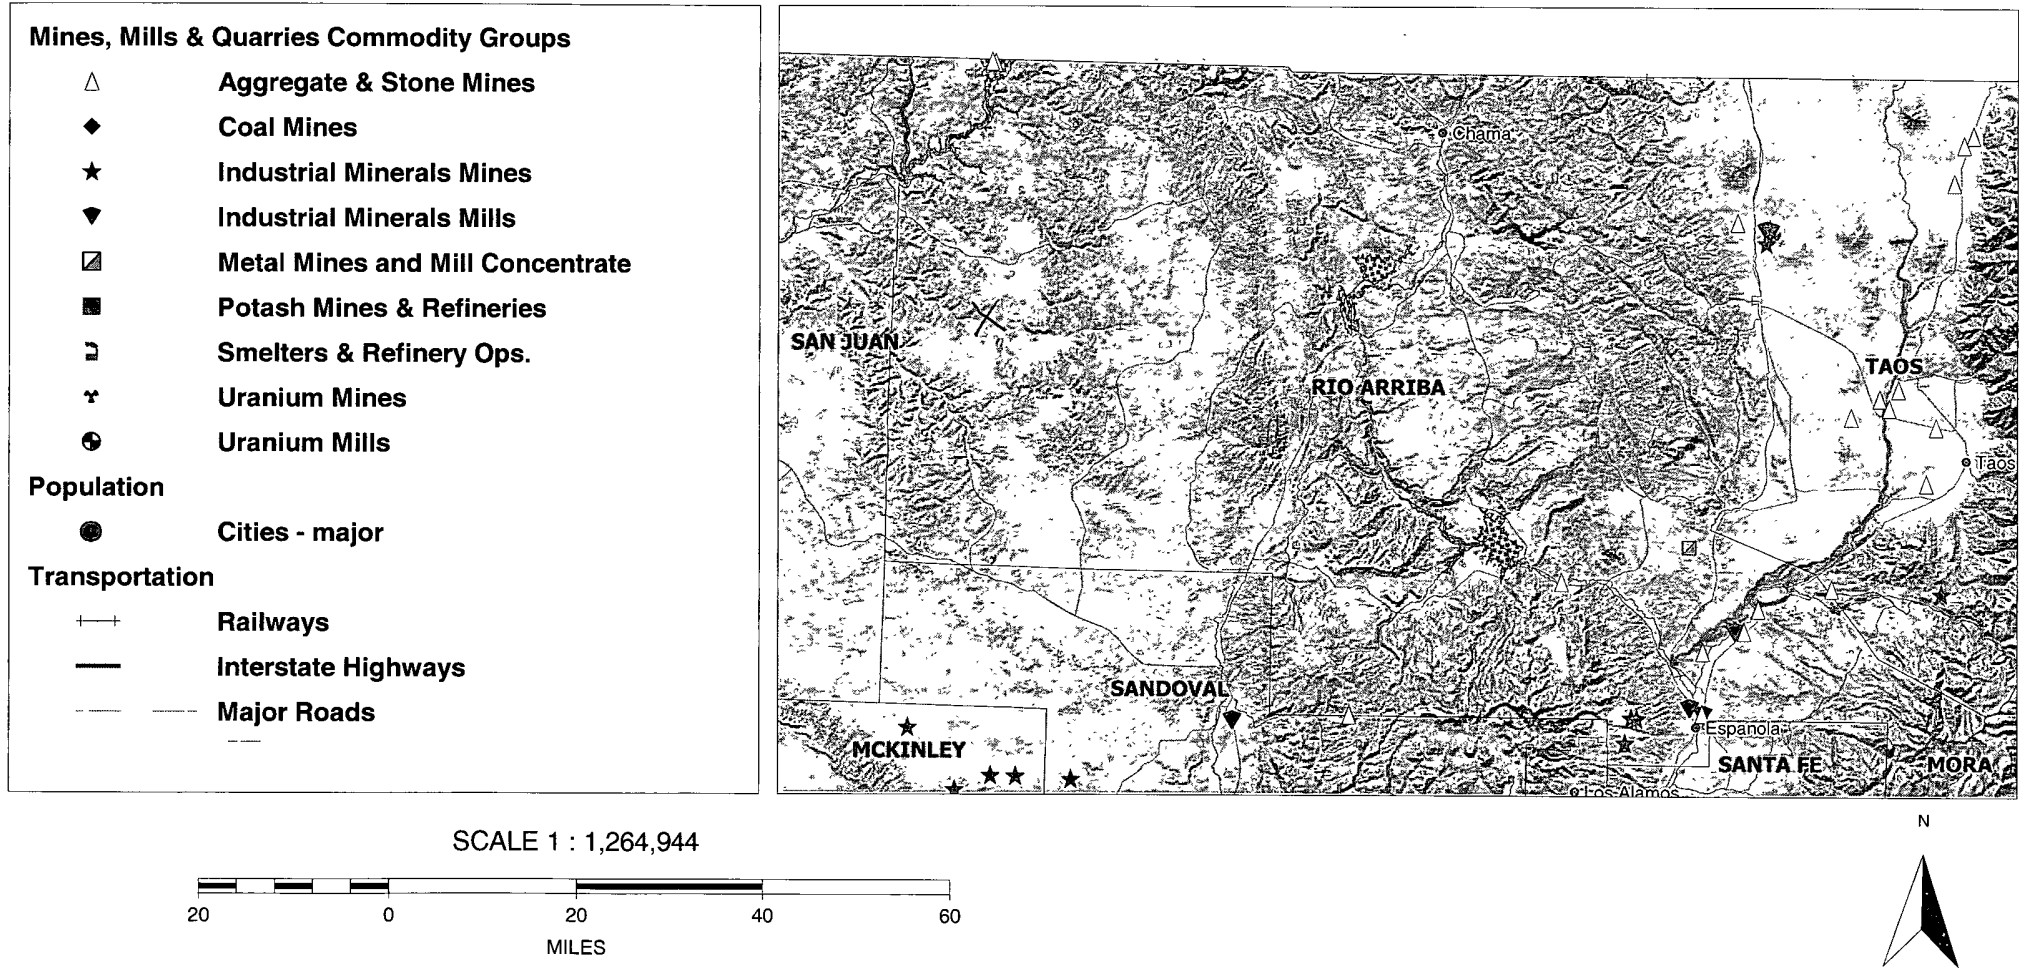 Mines, Mills & Quarries Commodity Groups
Aggregate & Stone Mines
Coal Mines
Industrial Minerals Mines
Industrial Minerals Mills
Metal Mines and Mill Concentrate
Potash Mines & Refineries
Smelters & Refinery Ops.
Uranium Mines
Uranium Mills
Population
Cities - major
Transportation
Railways
Interstate Highways
Major Roads
Chama
SAN JUAN
RIO ARRIBA
TAOS
Taos
SANDOVAL
MCKINLEY
Espanola
SANTA FE
MORA
Los Alamos
SCALE 1 : 1,264,944
20 0 20 40 60
MILES
N